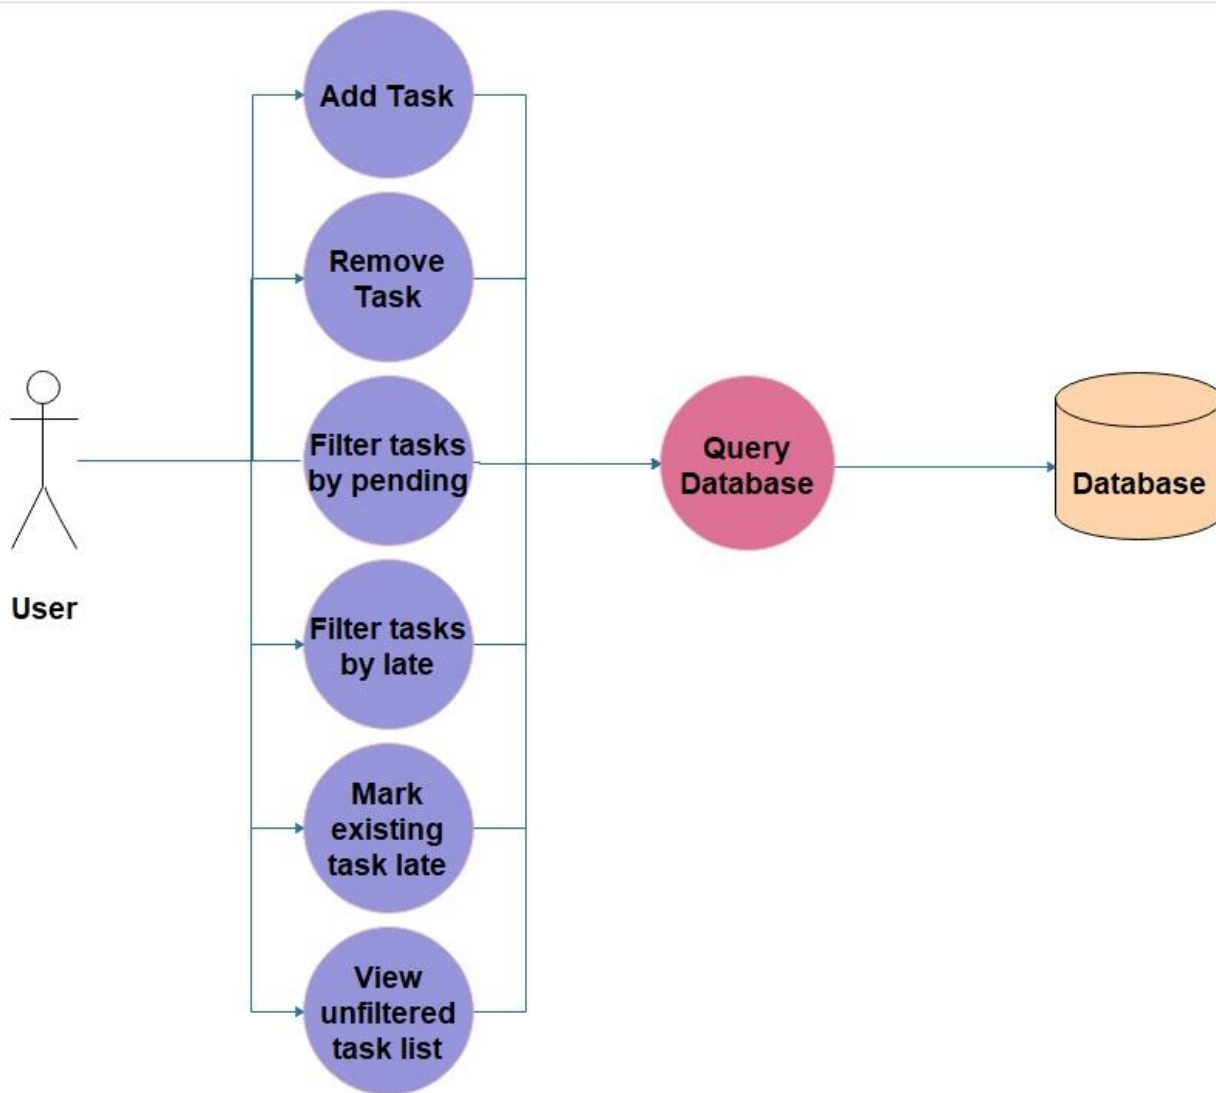 Add Task
Remove
Task
Filter tasks
by pending
Query
Database
Database
User
Filter tasks
by late
Mark
existing
task late
View
unfiltered
task list